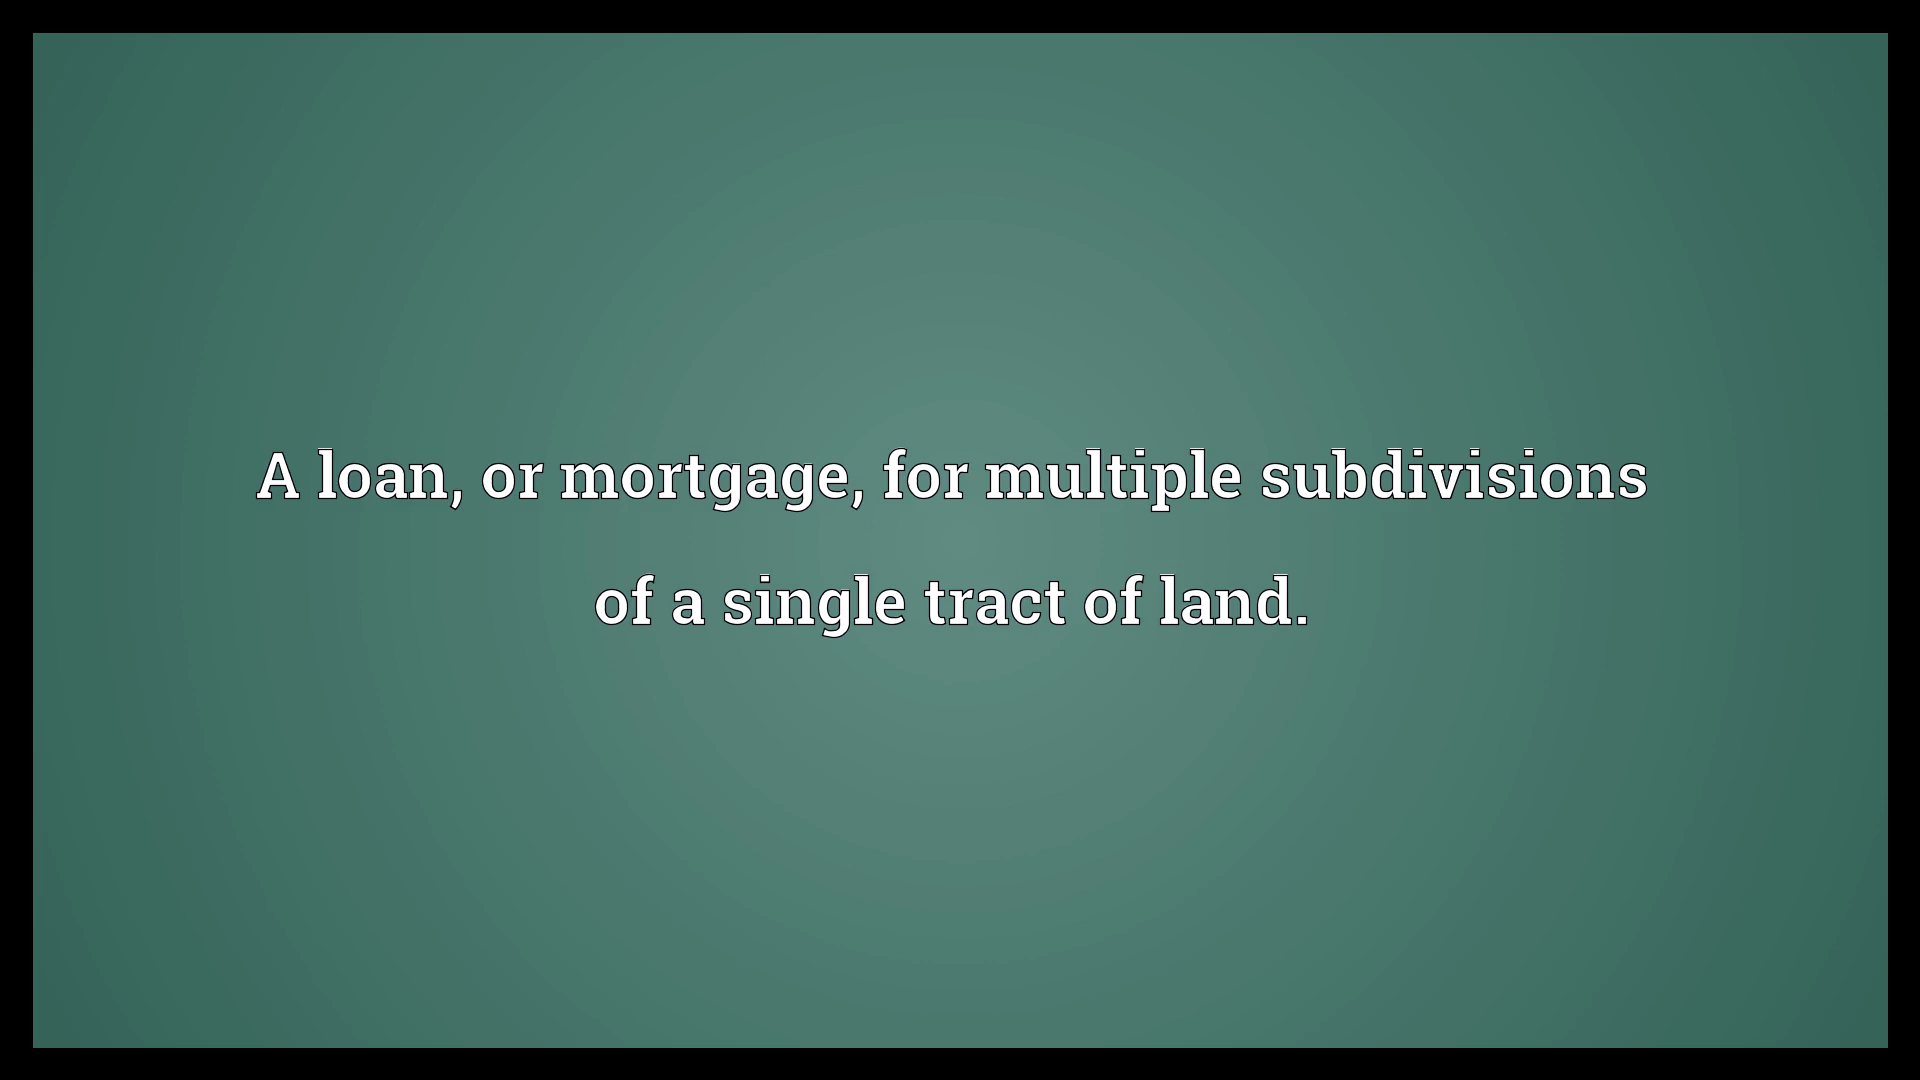 A loan, or mortgage, for multiple subdivisions
of a single tract of land.